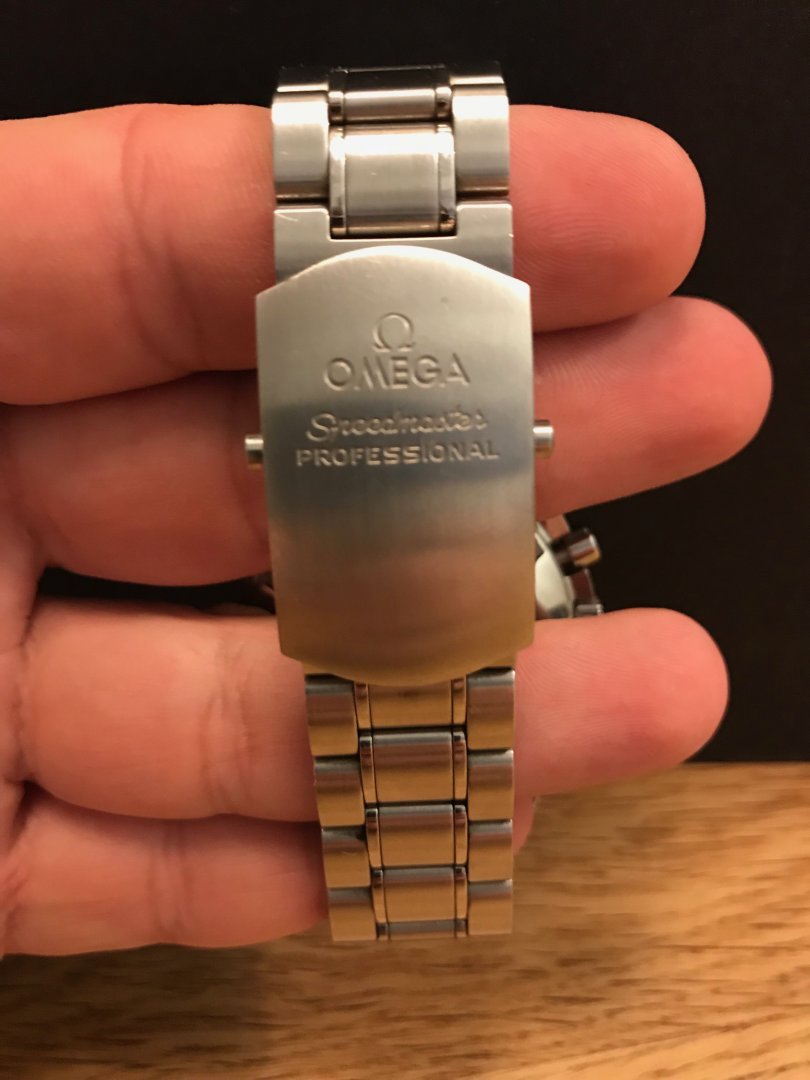 Ω
OMEGA
Speedmaster
PROFESSIONAL